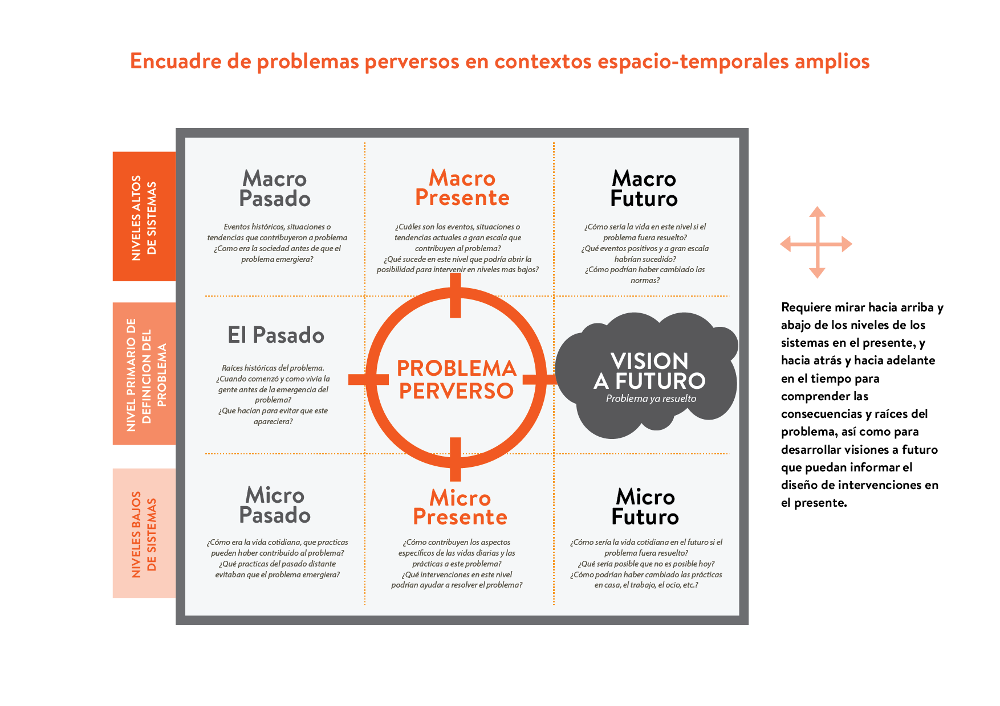 Encuadre de problemas perversos en contextos espacio-temporales amplios
NIVELES ALTOS
DE SISTEMAS
Macro
Pasado
Eventos históricos, situaciones o
tendencias que contribuyeron a problema
¿Como era la sociedad antes de que el
problema emergiera?
Macro
Presente
¿Cuáles son los eventos, situaciones o
tendencias actuales a gran escala que
contribuyen al problema?
¿Qué sucede en este nivel que podría abrir la
posibilidad para intervenir en niveles mas bajos?
Macro
Futuro
¿Cómo sería la vida en este nivel si el
problema fuera resuelto?
¿Qué eventos positivos y a gran escala
habrían sucedido?
¿Cómo podrían haber cambiado las
normas?
NIVEL PRIMARIO DE
DEFINICION DEL
PROBLEMA
El Pasado
Raíces históricas del problema.
¿Cuando comenzó y como vivía la
gente antes de la emergencia del
problema?
¿Que hacían para evitar que este
apareciera?
PROBLEMA
PERVERSO
VISION
A FUTURO
Problema ya resuelto
NIVELES BAJOS
DE SISTEMAS
Micro
Pasado
¿Cómo era la vida cotidiana, que practicas
pueden haber contribuido al problema?
¿Qué practicas del pasado distante
evitaban que el problema emergiera?
Micro
Presente
¿Cómo contribuyen los aspectos
específicos de las vidas diarias y las
prácticas a este problema?
¿Qué intervenciones en este nivel
podrían ayudar a resolver el problema?
Micro
Futuro
¿Cómo sería la vida cotidiana en el futuro si el
problema fuera resuelto?
¿Qué sería posible que no es posible hoy?
¿Cómo podrían haber cambiado las prácticas
en casa, el trabajo, el ocio, etc.?
Requiere mirar hacia arriba y
abajo de los niveles de los
sistemas en el presente, y
hacia atrás y hacia adelante
en el tiempo para
comprender las
consecuencias y raíces del
problema, así como para
desarrollar visiones a futuro
que puedan informar el
diseño de intervenciones en
el presente.